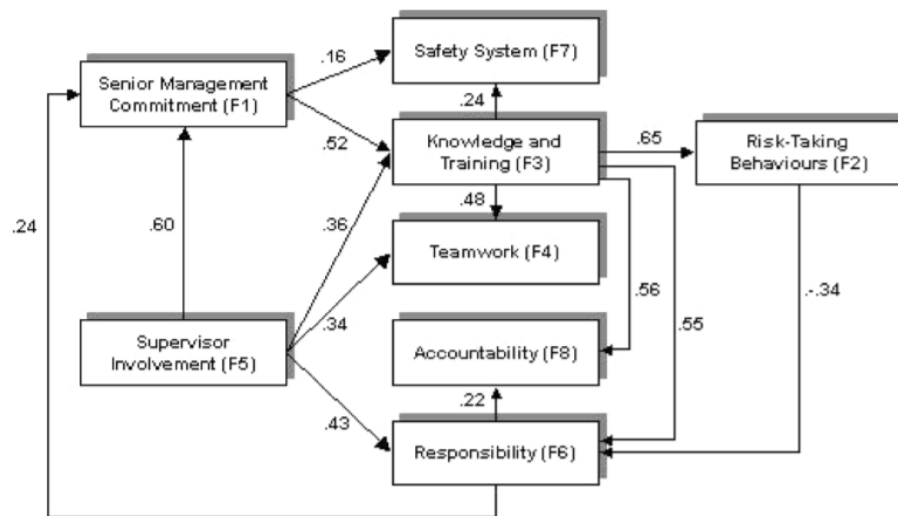 .16
Safety System (F7)
Senior Management
Commitment (F1)
.24
.52
Knowledge and
Training (F3)
.65
Risk-Taking
Behaviours (F2)
.48
.36
.24
.60
Teamwork (F4)
.56
.-.34
.34
.55
Supervisor
Involvement (F5)
Accountability (F8)
.22
.43
Responsibility (F6)